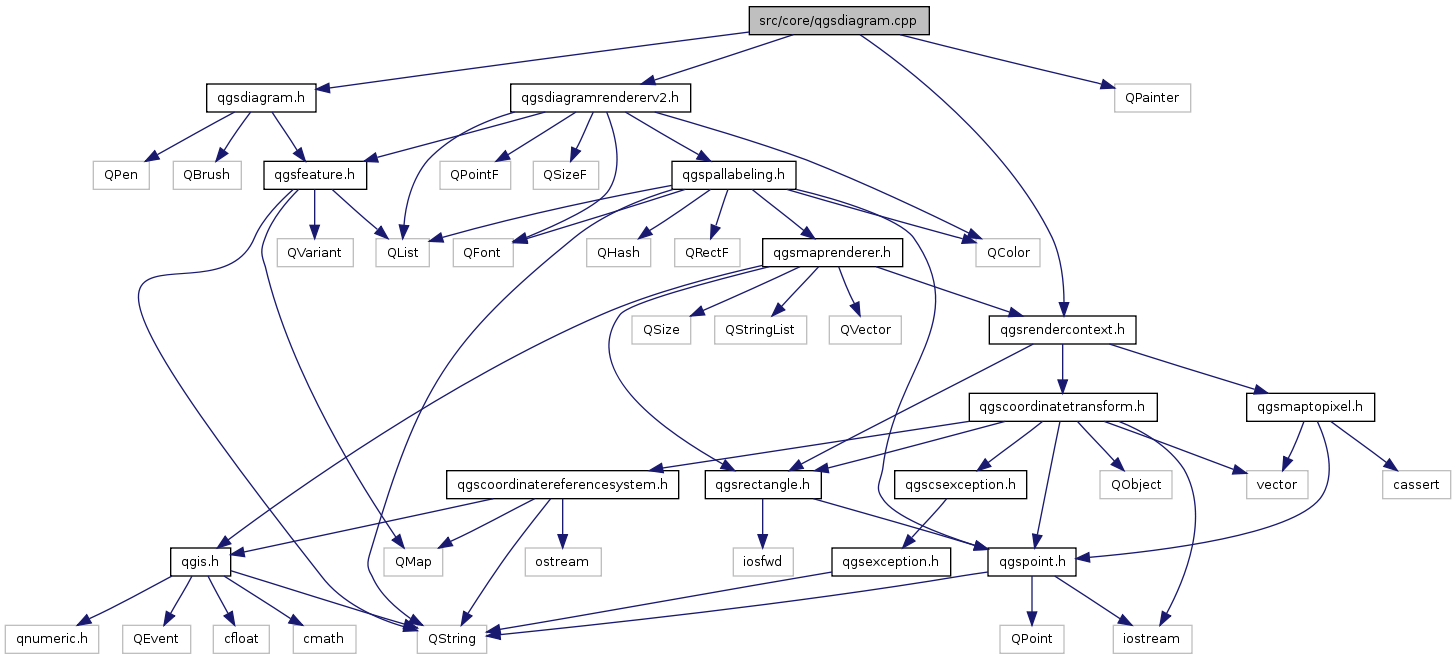 src/core/qgsdiagram.cpp
qgsdiagram.h
qgsdiagramrendererv2.h
QPainter
QPen
QBrush
qgsfeature.h
QPointF
QSizeF
qgspallabeling.h
QVariant
QList
QFont
QHash
QRectF
qgsmaprenderer.h
QColor
QSize
QStringList
QVector
qgsrendercontext.h
qgscoordinatetransform.h
qgsmaptopixel.h
qgscoordinatereferencesystem.h
qgsrectangle.h
qgscsexception.h
QObject
vector
cassert
qgis.h
QMap
ostream
iosfwd
qgsexception.h
qgspoint.h
qnumeric.h
QEvent
cfloat
cmath
QString
QPoint
iostream